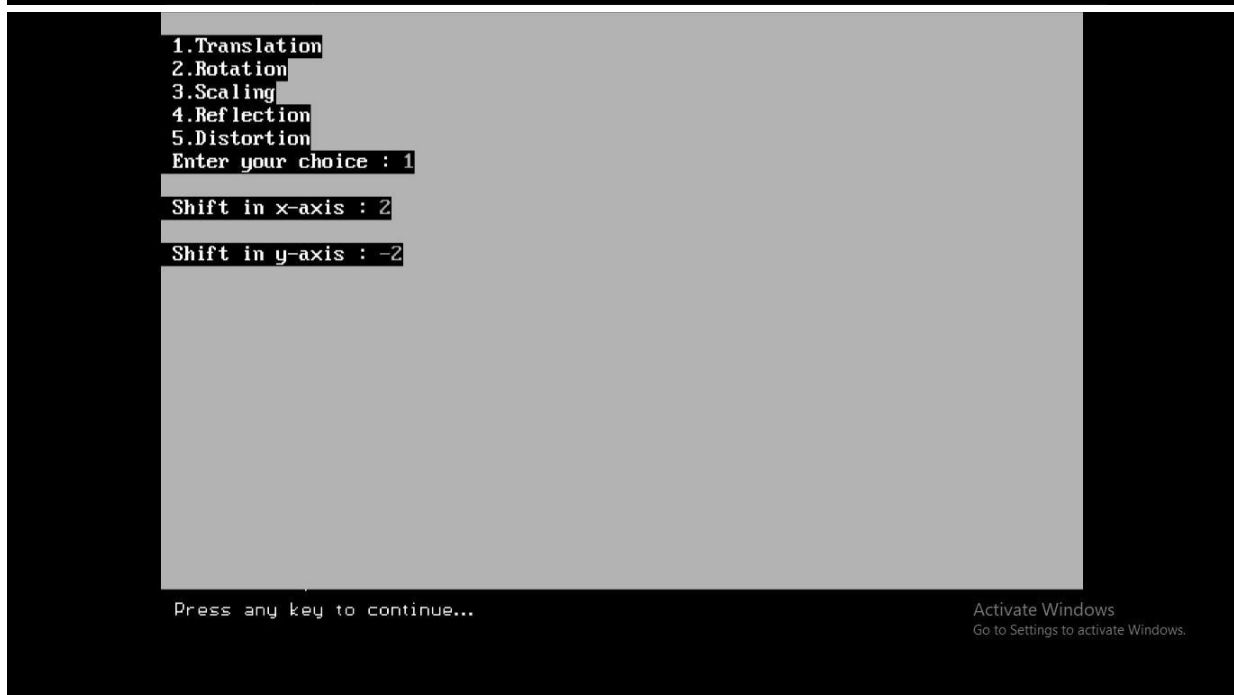 1.Translation
2.Rotation
3.Scaling
4.Reflection
5.Distortion
Enter your choice : 1
Shift in x-axis : 2
Shift in y-axis : -2
Press any key to continue...
Activate Windows
Go to Settings to activate Windows.